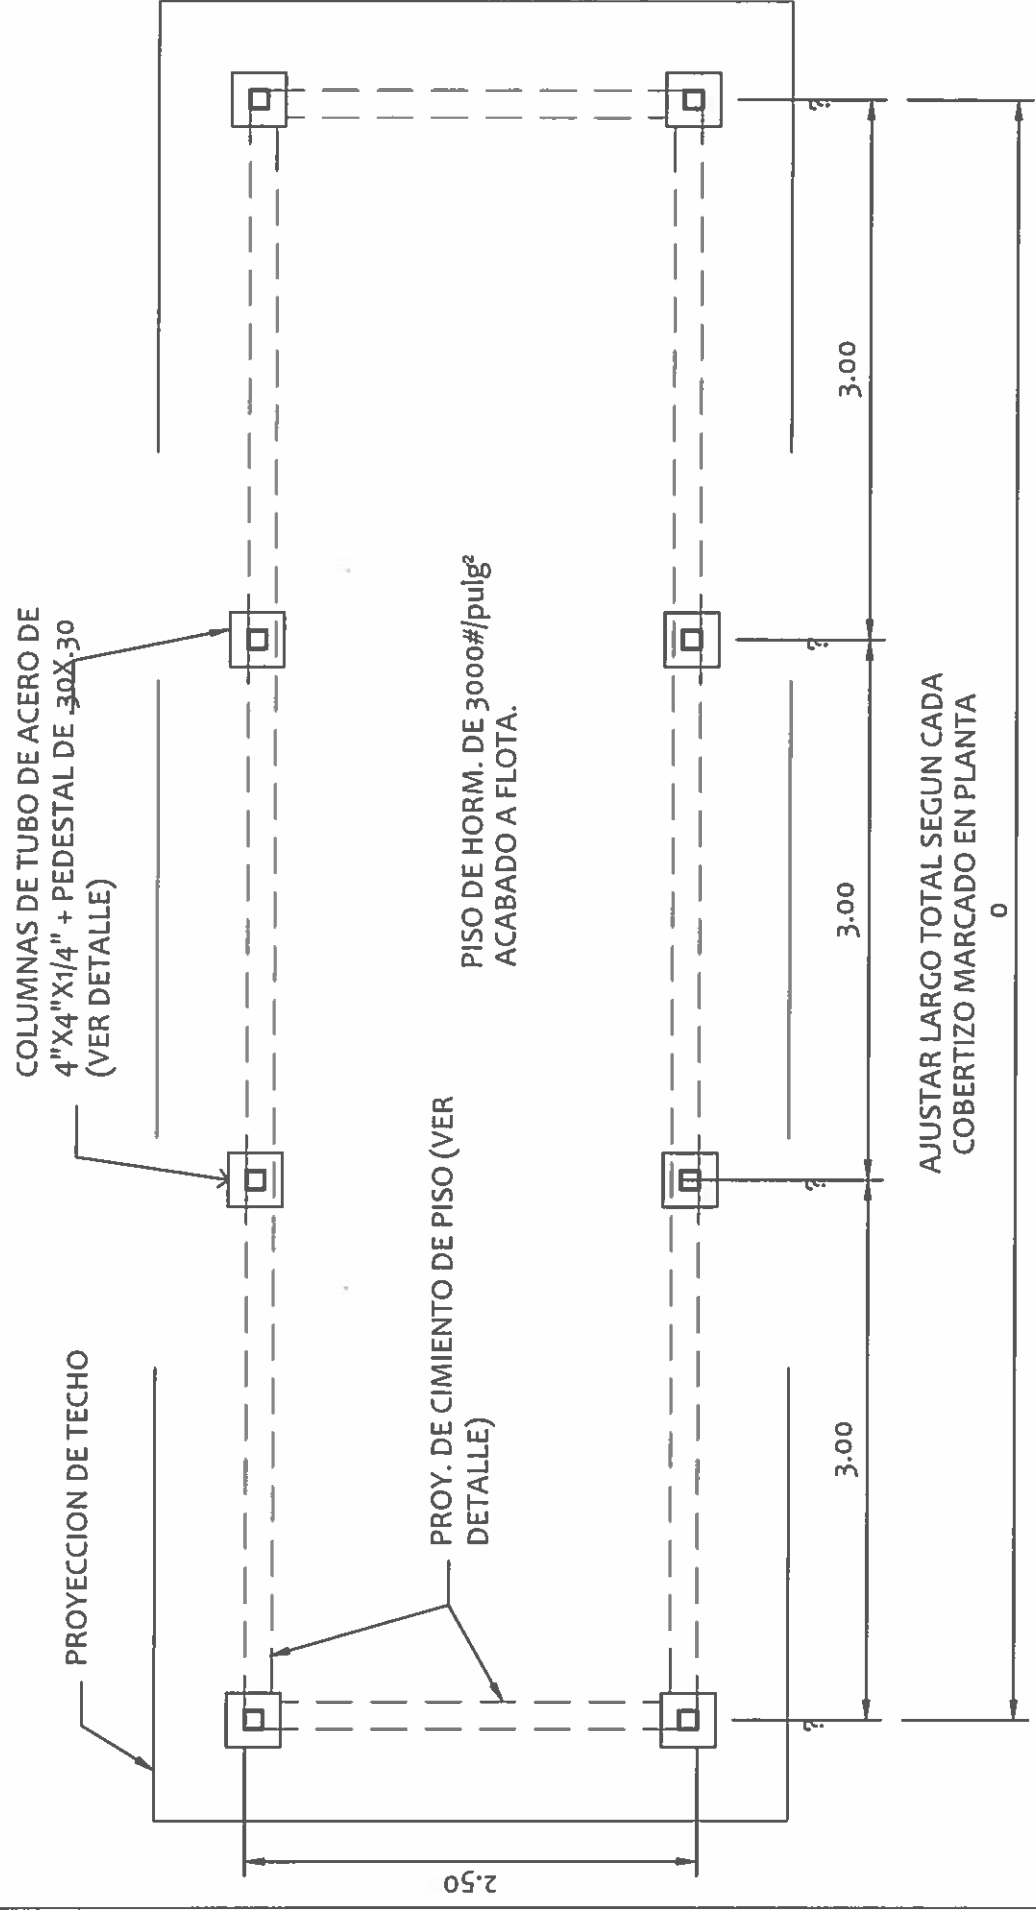 COLUMNAS DE TUBO DE ACERO DE
4"X4"X1/4" + PEDESTAL DE .30X.30
(VER DETALLE)
PROYECCION DE TECHO
PISO DE HORM. DE 3000#/pulg²
ACABADO A FLOTA.
PROY. DE CIMIENTO DE PISO (VER
DETALLE)
2.50
3.00
3.00
3.00
AJUSTAR LARGO TOTAL SEGUN CADA
COBERTIZO MARCADO EN PLANTA
0